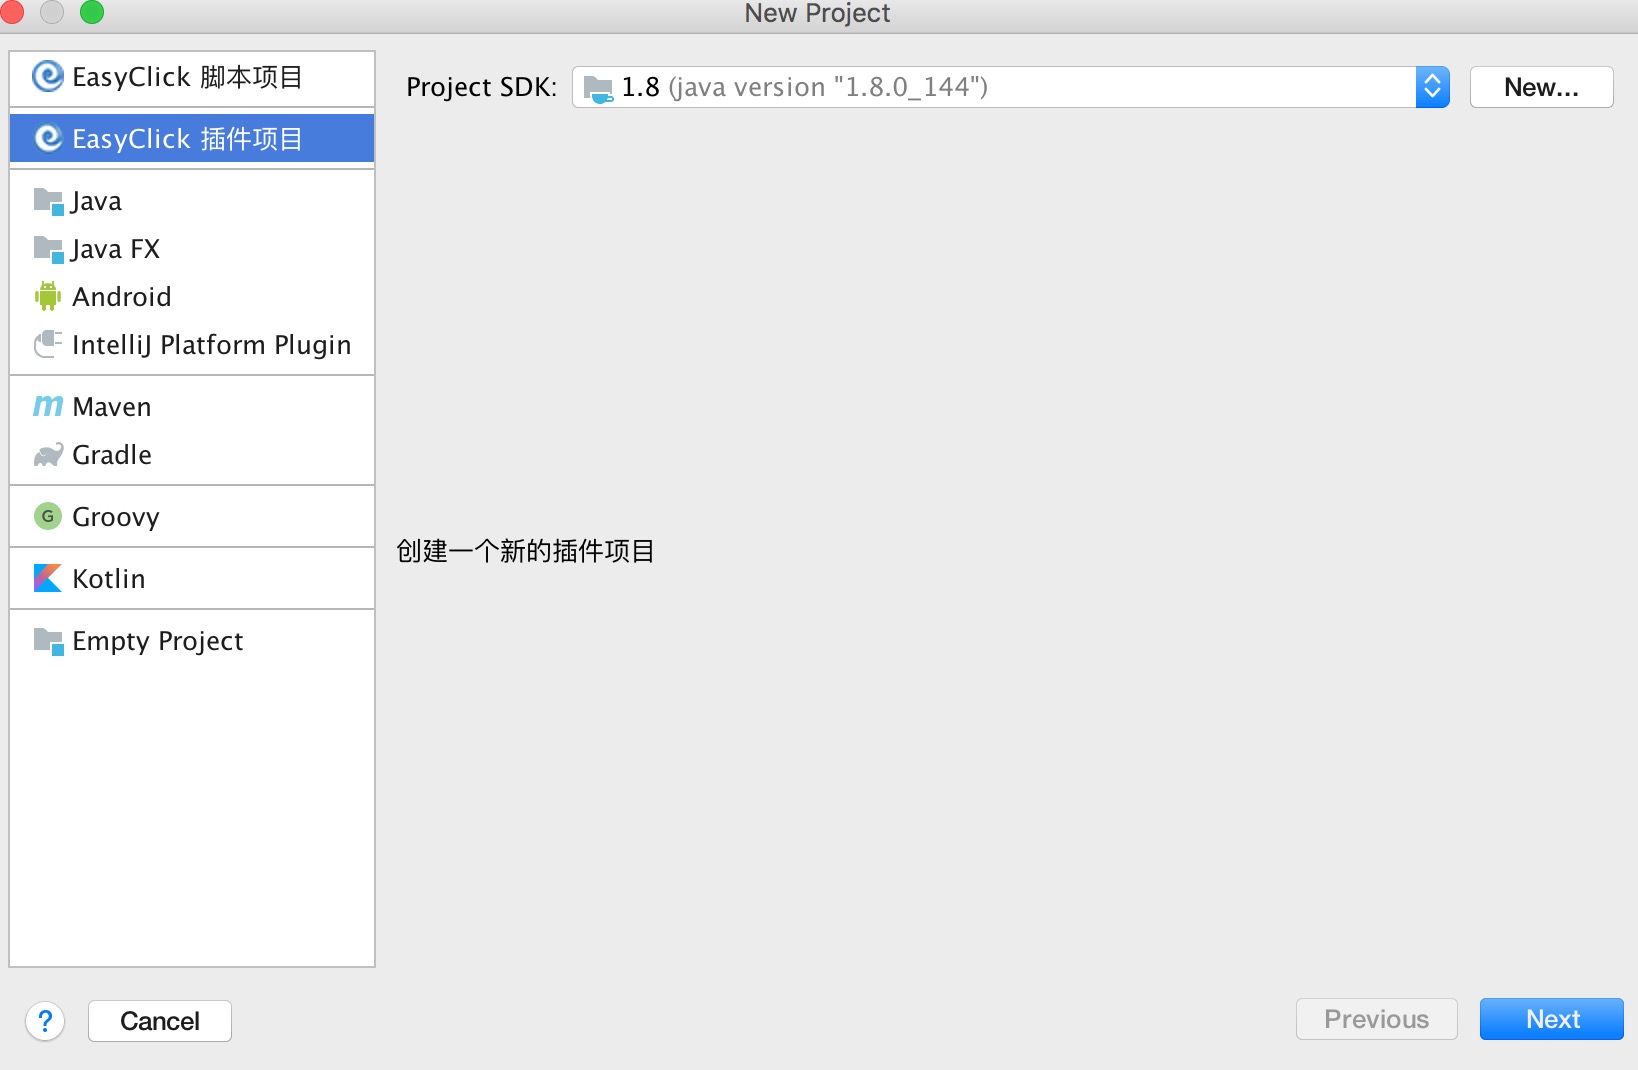 New Project
EasyClick 脚本项目
EasyClick 插件项目
Java
Java FX
Android
IntelliJ Platform Plugin
m Maven
Gradle
G Groovy
Kotlin
Empty Project
Project SDK: 1.8 (java version "1.8.0_144") New...
创建一个新的插件项目
? Cancel Previous Next